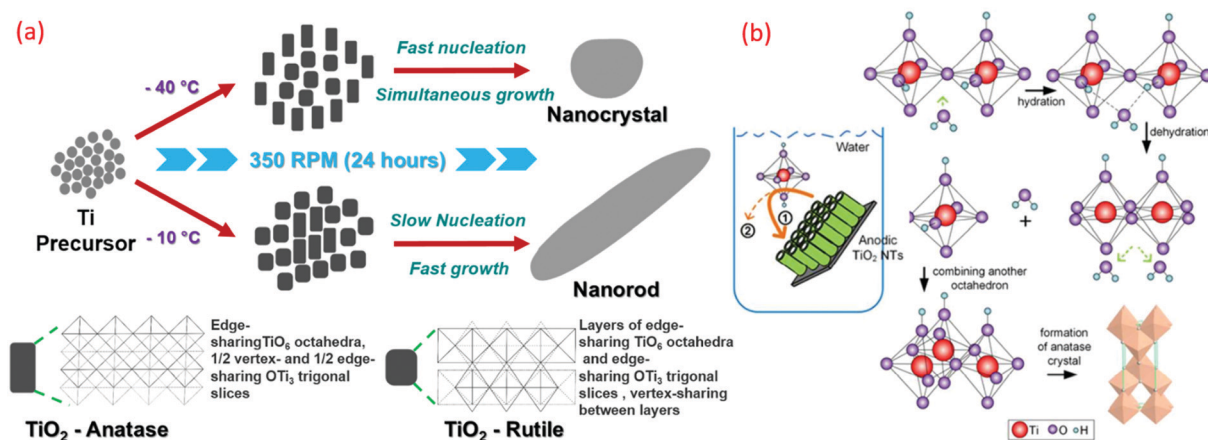 (a)
- 40 °C
Fast nucleation
Simultaneous growth
Nanocrystal
350 RPM (24 hours)
Ti
Precursor
- 10 °C
Slow Nucleation
Fast growth
Nanorod
Edge-
sharingTiO6 octahedra,
1/2 vertex- and 1/2 edge-
sharing OTi3 trigonal
slices
TiO2 - Anatase
Layers of edge-
sharing TiO6 octahedra
and edge-
sharing OTi3 trigonal
slices , vertex-sharing
between layers
TiO2 - Rutile
(b)
hydration
dehydration
Water
①
②
Anodic
TiO2 NTs
+
combining another
octahedron
formation
of anatase
crystal
Ti O H